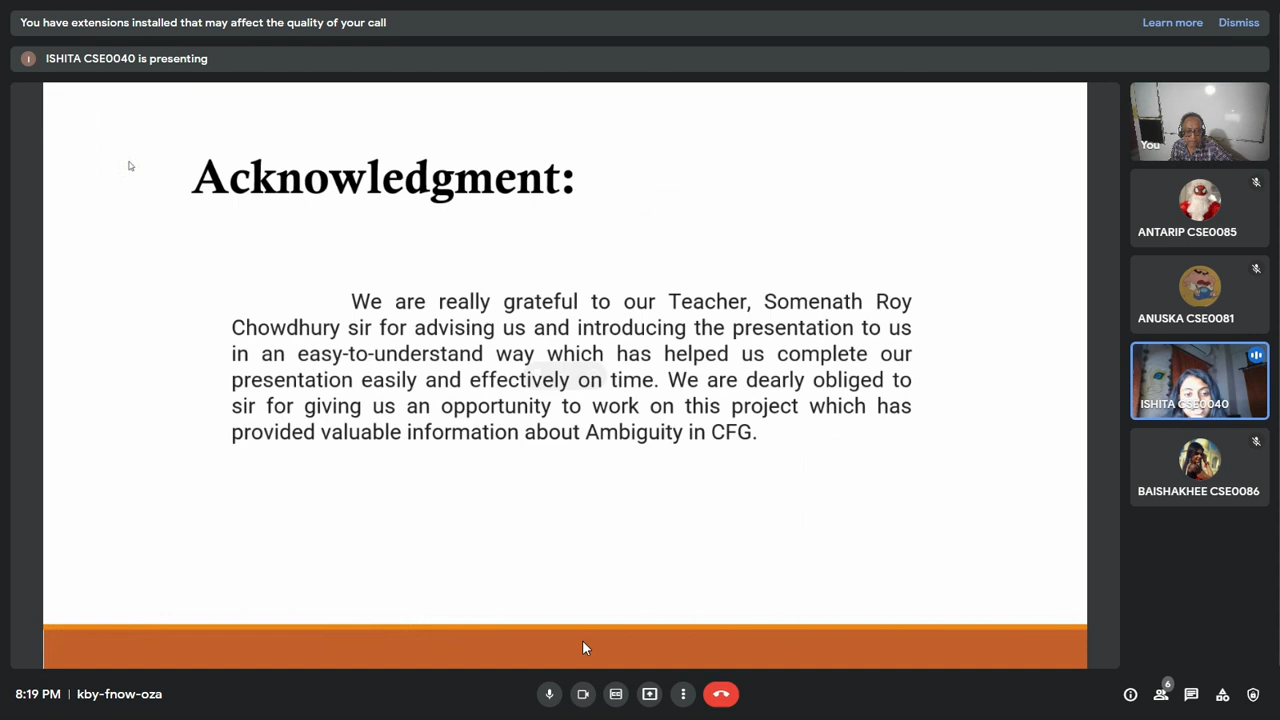 You have extensions installed that may affect the quality of your call
Learn more
Dismiss
I
ISHITA CSE0040 is presenting
Acknowledgment:
We are really grateful to our Teacher, Somenath Roy
Chowdhury sir for advising us and introducing the presentation to us
in an easy-to-understand way which has helped us complete our
presentation easily and effectively on time. We are dearly obliged to
sir for giving us an opportunity to work on this project which has
provided valuable information about Ambiguity in CFG.
You
ANTARIP CSE0085
ANUSKA CSE0081
ISHITA CSE0040
BAISHAKHEE CSE0086
8:19 PM | kby-fnow-oza
6